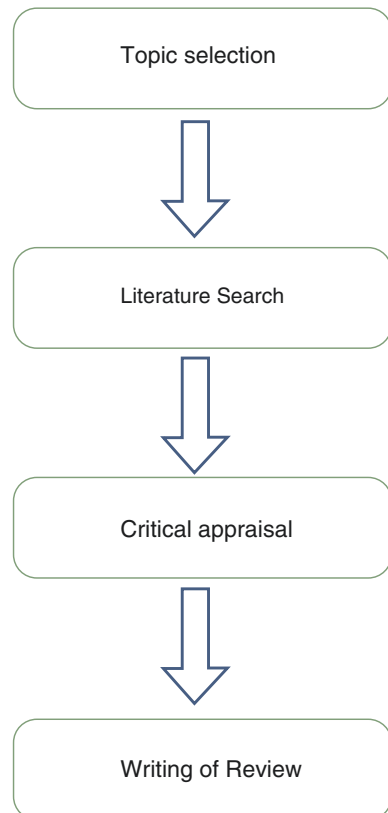 Topic selection
Literature Search
Critical appraisal
Writing of Review